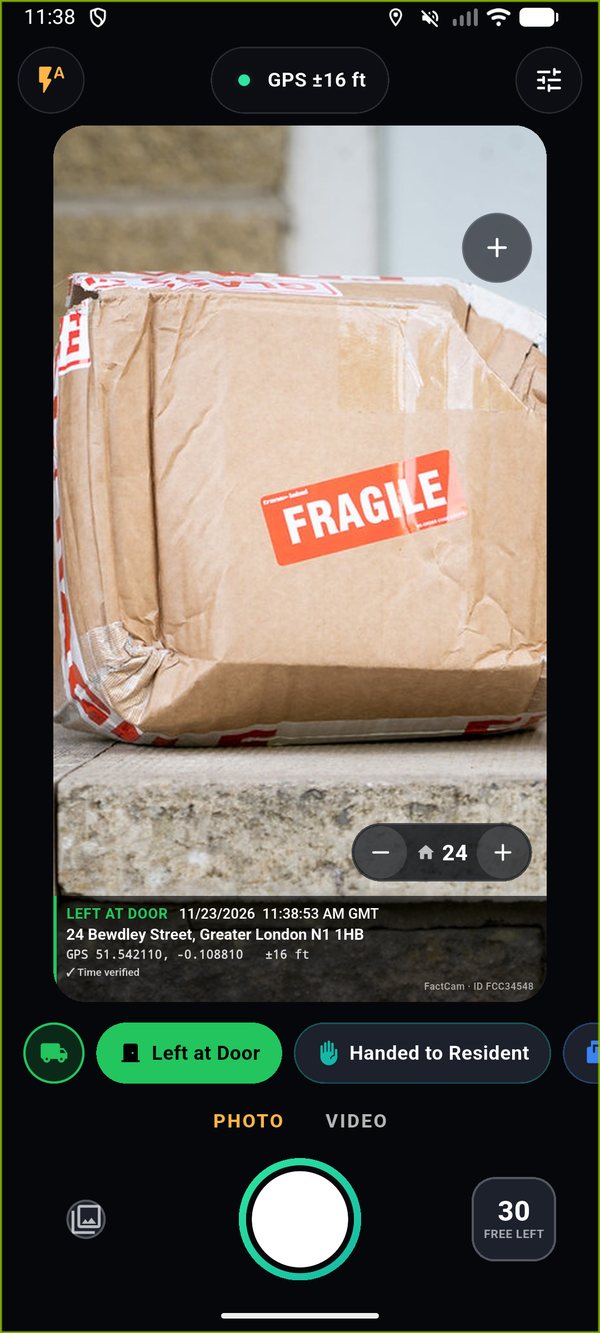 11:38
A
GPS ±16 ft
GLASS
FRAGILE
24
LEFT AT DOOR 11/23/2026 11:38:53 AM GMT
24 Bewdley Street, Greater London N1 1HB
GPS 51.542110, -0.108810 ±16 ft
✓ Time verified
FactCam · ID FCC34548
Left at Door
Handed to Resident
PHOTO VIDEO
30
FREE LEFT